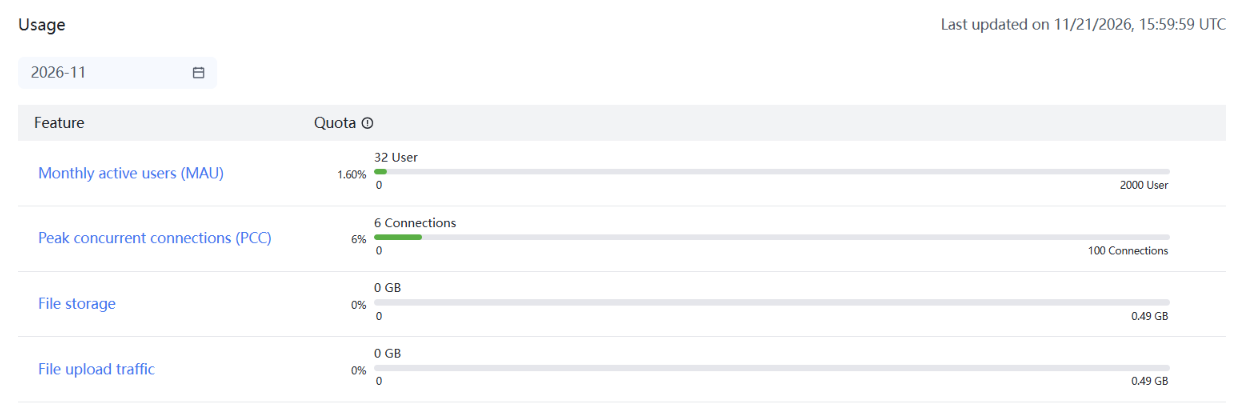 Usage
Last updated on 11/21/2026, 15:59:59 UTC
2026-11
Feature Quota
Monthly active users (MAU)
1.60%
32 User
0 2000 User
Peak concurrent connections (PCC)
6%
6 Connections
0 100 Connections
File storage
0%
0 GB
0 0.49 GB
File upload traffic
0%
0 GB
0 0.49 GB